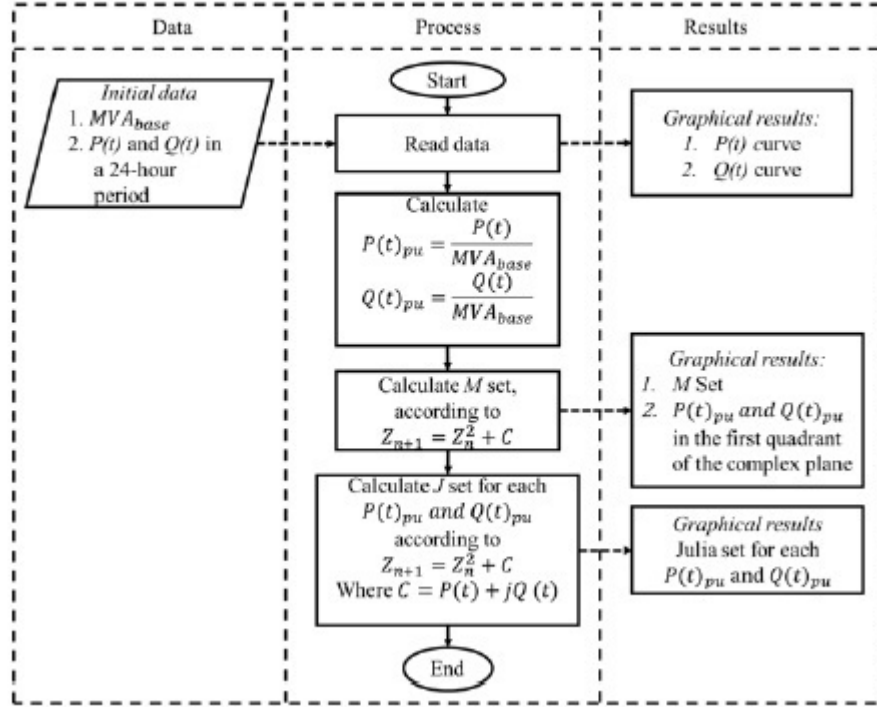 Data
Process
Results
Initial data
1. MVA_base
2. P(t) and Q(t) in
a 24-hour
period
Start
Read data
Graphical results:
1. P(t) curve
2. Q(t) curve
Calculate
P(t)_pu = P(t) / MVA_base
Q(t)_pu = Q(t) / MVA_base
Calculate M set,
according to
Z_{n+1} = Z_n^2 + C
Graphical results:
1. M Set
2. P(t)_pu and Q(t)_pu
in the first quadrant
of the complex plane
Calculate J set for each
P(t)_pu and Q(t)_pu
according to
Z_{n+1} = Z_n^2 + C
Where C = P(t) + jQ (t)
Graphical results
Julia set for each
P(t)_pu and Q(t)_pu
End